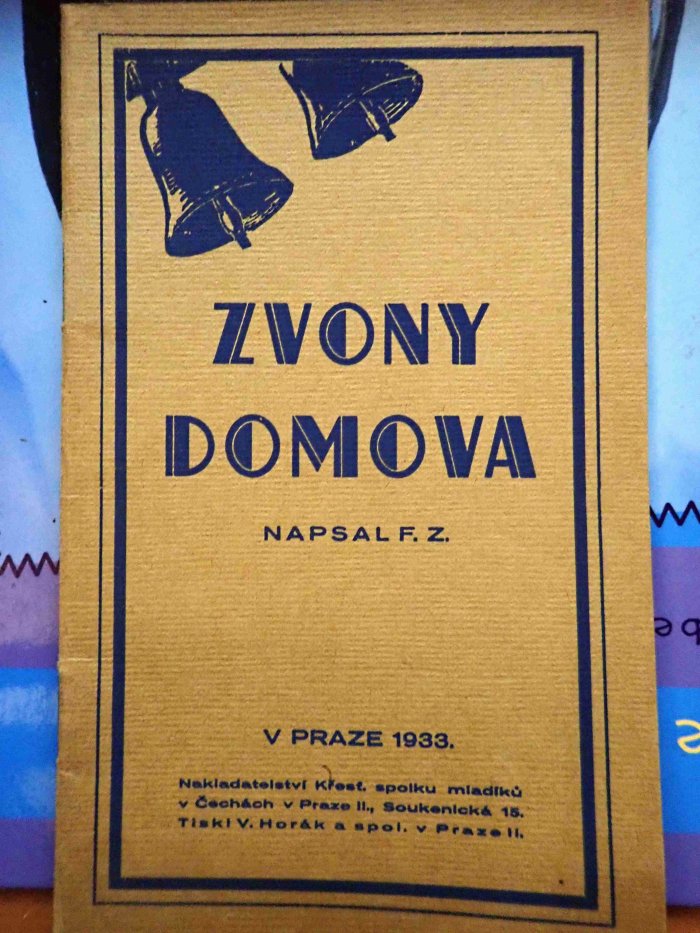 ZVONY
DOMOVA
NAPSAL F. Z.
V PRAZE 1933.
Nakladatelství Křesť. spolku mladíků
v Čechách v Praze II., Soukenická 15.
Tiskl V. Horák a spol. v Praze II.